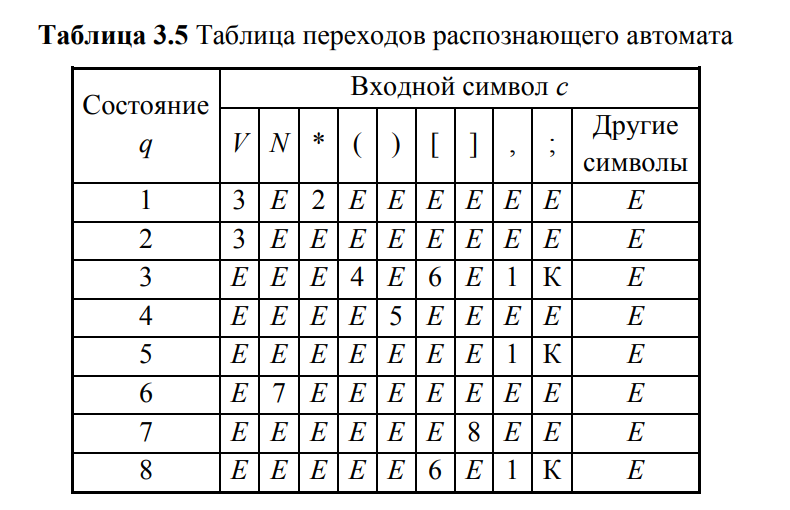 Таблица 3.5 Таблица переходов распознающего автомата
Состояние q Входной символ c
V N * ( ) [ ] , ; Другие символы
1 3 E 2 E E E E E E E
2 3 E E E E E E E E E
3 E E E 4 E 6 E 1 К E
4 E E E E 5 E E E E E
5 E E E E E E E 1 К E
6 E 7 E E E E E E E E
7 E E E E E E 8 E E E
8 E E E E E 6 E 1 К E